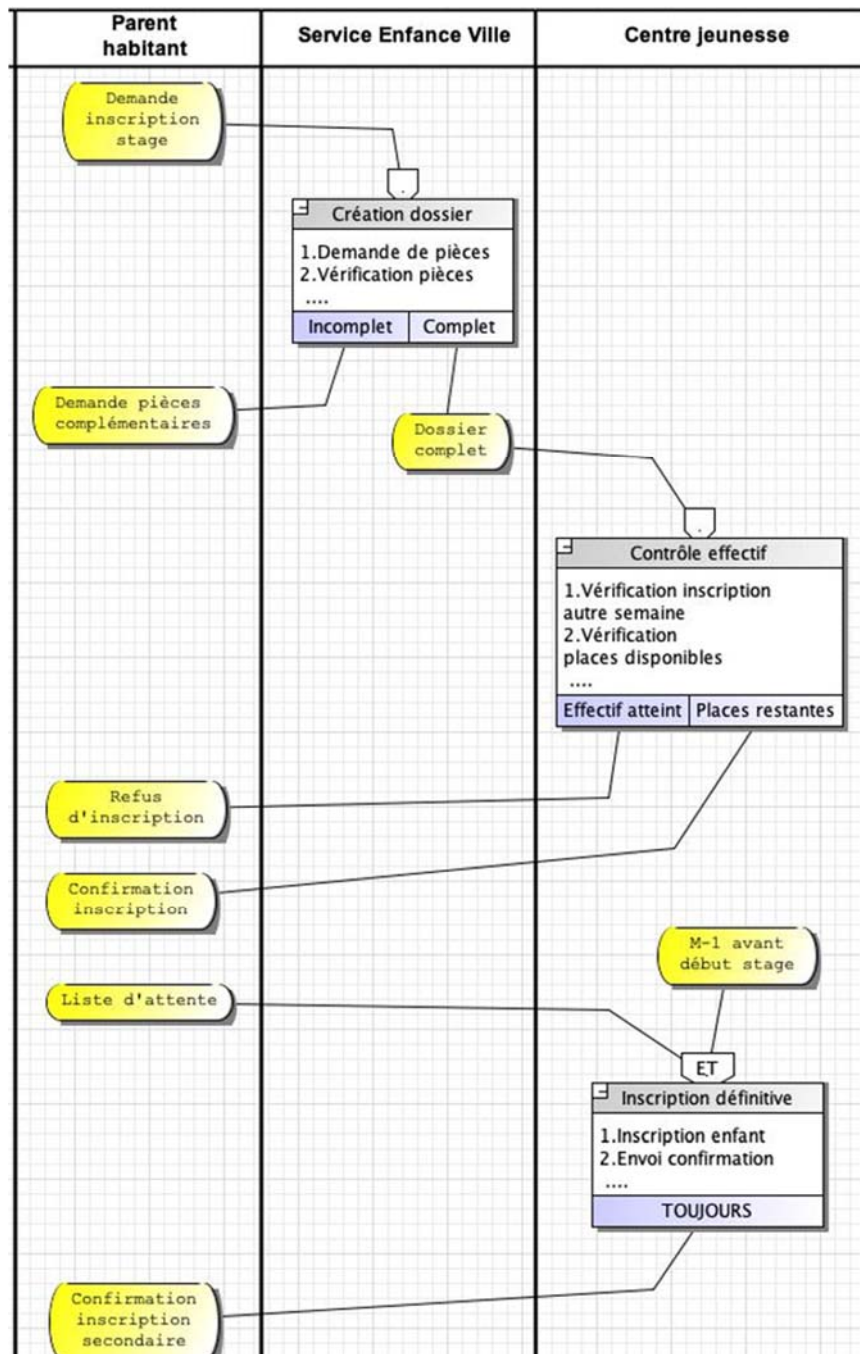 Parent
habitant
Service Enfance Ville
Centre jeunesse
Demande
inscription
stage
.
Création dossier
1.Demande de pièces
2.Vérification pièces
....
Incomplet
Complet
Demande pièces
complémentaires
Dossier
complet
.
Contrôle effectif
1.Vérification inscription
autre semaine
2.Vérification
places disponibles
....
Effectif atteint
Places restantes
Refus
d'inscription
Confirmation
inscription
M-1 avant
début stage
Liste d'attente
ET
Inscription définitive
1.Inscription enfant
2.Envoi confirmation
....
TOUJOURS
Confirmation
inscription
secondaire